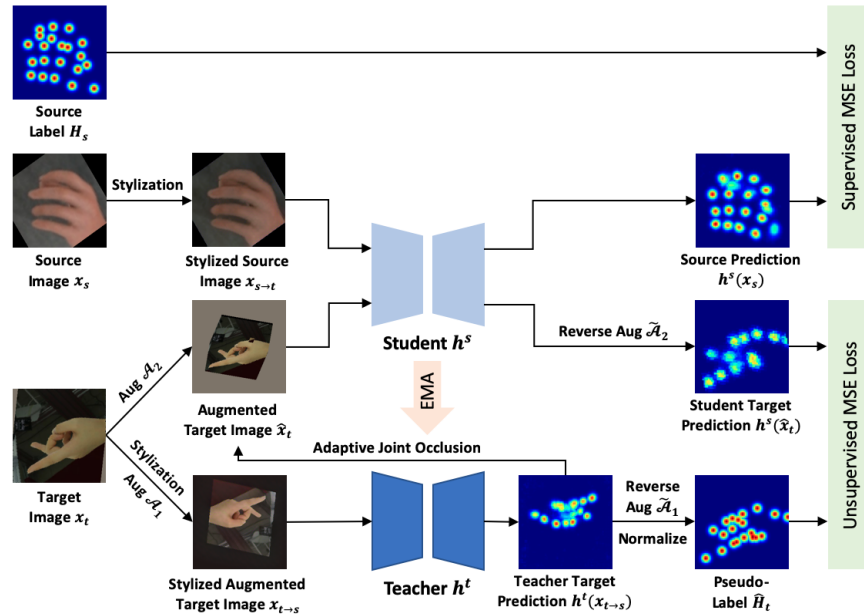 Source
Label H_s
Supervised MSE Loss
Stylization
Source
Image x_s
Stylized Source
Image x_{s→t}
Source Prediction
h^s(x_s)
Student h^s
Reverse Aug Ã_2
Aug A_2
Augmented
Target Image x̂_t
EMA
Student Target
Prediction h^s(x̂_t)
Unsupervised MSE Loss
Adaptive Joint Occlusion
Target
Image x_t
Stylization
Aug A_1
Stylized Augmented
Target Image x_{t→s}
Teacher h^t
Teacher Target
Prediction h^t(x_{t→s})
Reverse
Aug Ã_1
Normalize
Pseudo-
Label Ĥ_t